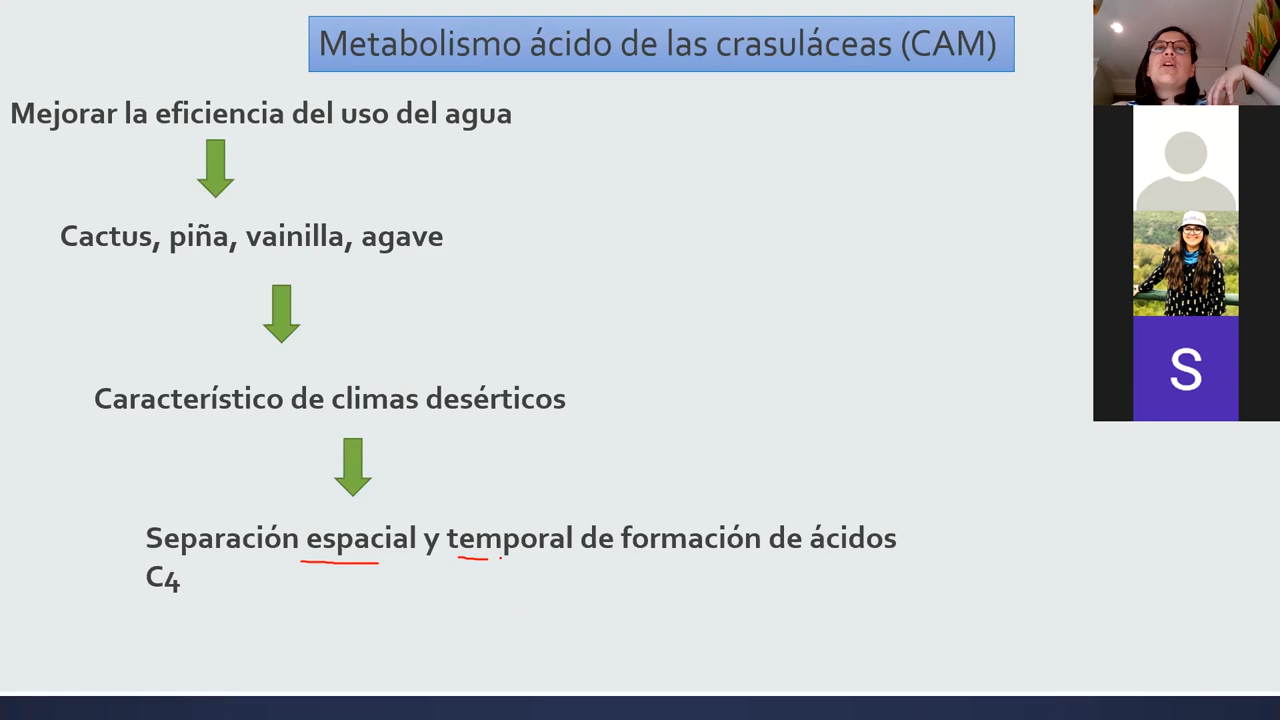 Metabolismo ácido de las crasuláceas (CAM)
Mejorar la eficiencia del uso del agua
Cactus, piña, vainilla, agave
Característico de climas desérticos
Separación espacial y temporal de formación de ácidos
C4
S